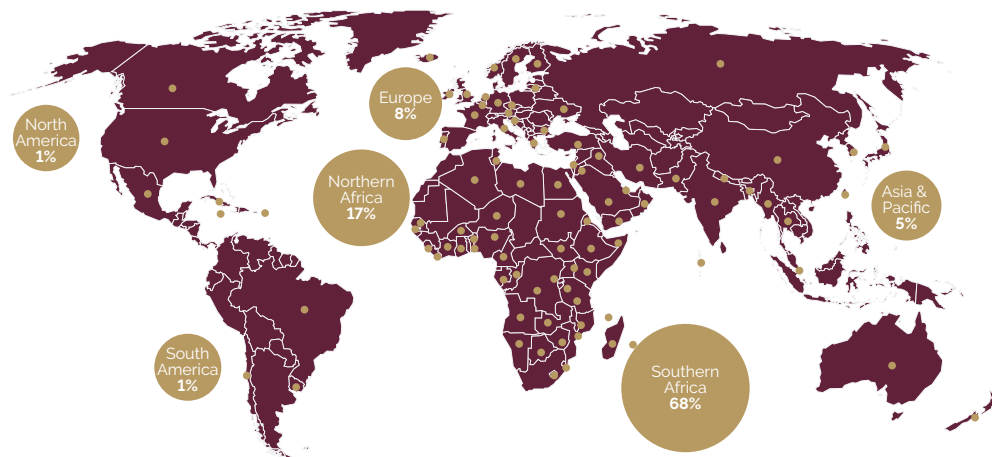 North
America
1%
Europe
8%
Northern
Africa
17%
Asia &
Pacific
5%
South
America
1%
Southern
Africa
68%